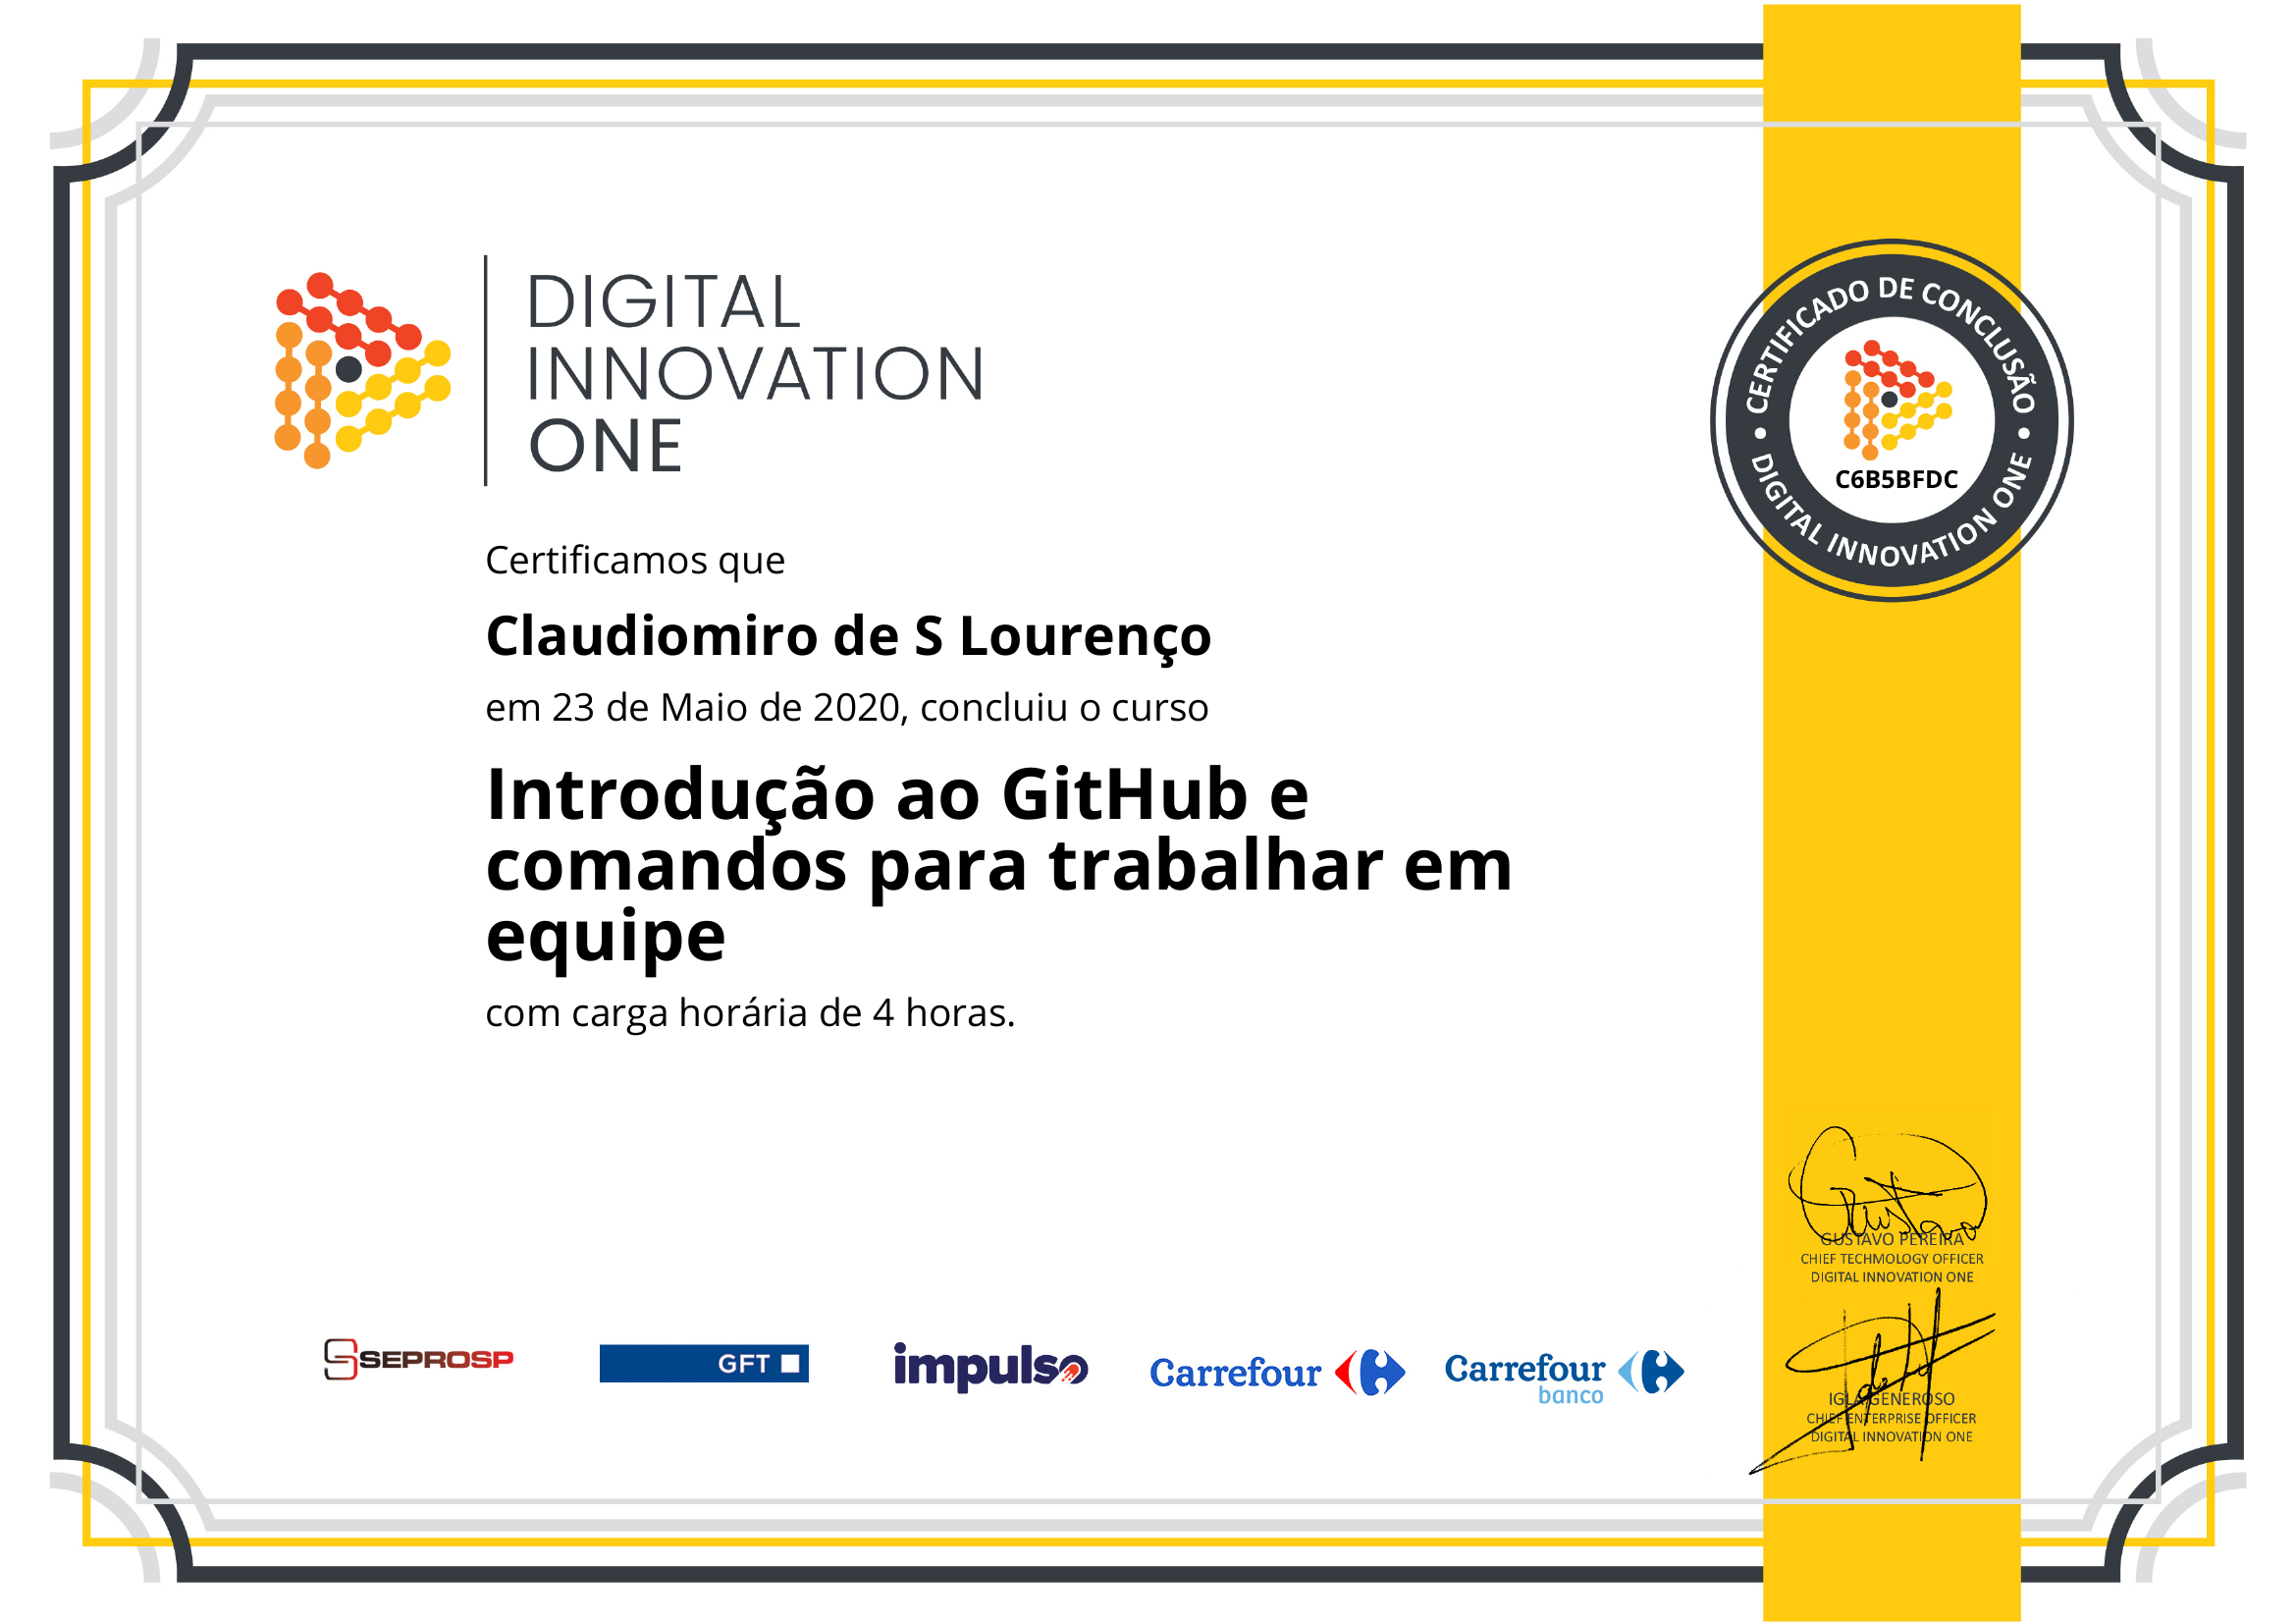 DIGITAL
INNOVATION
ONE
CERTIFICADO DE CONCLUSÃO
C6B5BFDC
DIGITAL INNOVATION ONE
Certificamos que
Claudiomiro de S Lourenço
em 23 de Maio de 2020, concluiu o curso
Introdução ao GitHub e
comandos para trabalhar em
equipe
com carga horária de 4 horas.
Gustavo
GUSTAVO PEREIRA
CHIEF TECHMOLOGY OFFICER
DIGITAL INNOVATION ONE
IGLA GENEROSO
CHIEF ENTERPRISE OFFICER
DIGITAL INNOVATION ONE
SEPROSP
GFT
impulso
Carrefour
Carrefour
banco